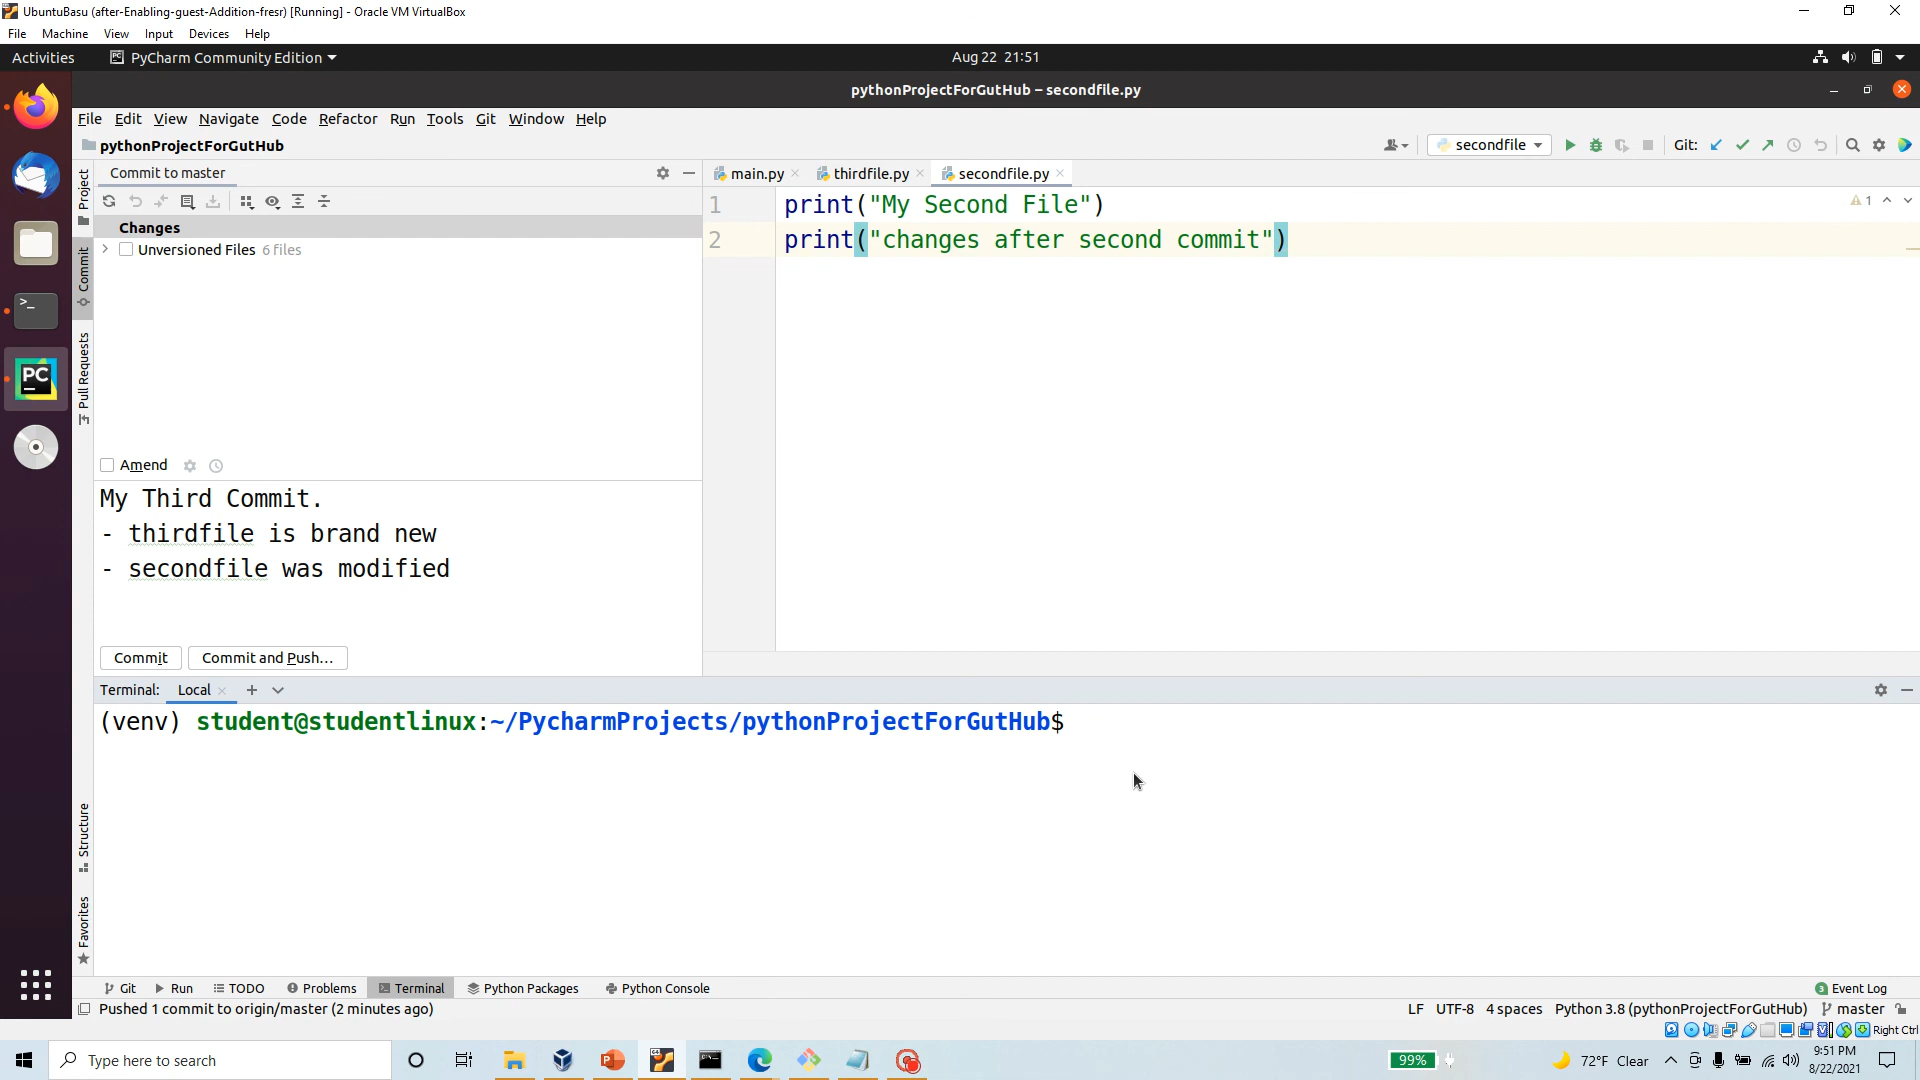 UbuntuBasu (after-Enabling-guest-Addition-fresr) [Running] - Oracle VM VirtualBox
File Machine View Input Devices Help
Activities PyCharm Community Edition Aug 22 21:51
pythonProjectForGutHub – secondfile.py
File Edit View Navigate Code Refactor Run Tools Git Window Help
pythonProjectForGutHub secondfile Git:
Commit to master main.py thirdfile.py secondfile.py
Project
Commit
Pull Requests
Structure
Favorites
Changes
Unversioned Files 6 files
1 print("My Second File")
2 print("changes after second commit")
1
Amend
My Third Commit.
- thirdfile is brand new
- secondfile was modified
Commit Commit and Push...
Terminal: Local
(venv) student@studentlinux:~/PycharmProjects/pythonProjectForGutHub$
Git Run TODO Problems Terminal Python Packages Python Console 3 Event Log
Pushed 1 commit to origin/master (2 minutes ago) LF UTF-8 4 spaces Python 3.8 (pythonProjectForGutHub) master
Right Ctrl
Type here to search 99% 72°F Clear 9:51 PM
8/22/2021